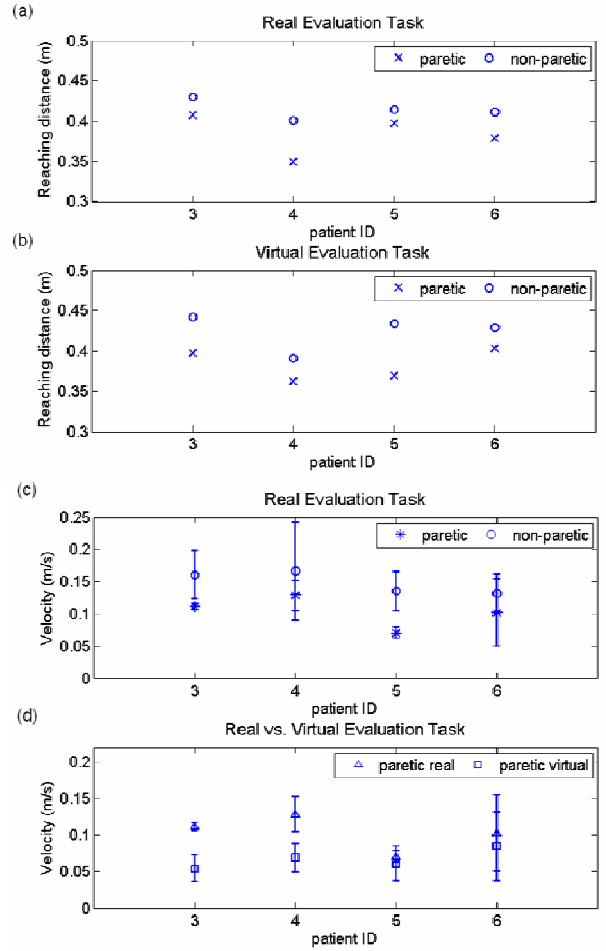 (a)
Real Evaluation Task
0.5
paretic non-paretic
0.45
0.4
0.35
0.3
Reaching distance (m)
3 4 5 6
patient ID
(b)
Virtual Evaluation Task
0.5
paretic non-paretic
0.45
0.4
0.35
0.3
Reaching distance (m)
3 4 5 6
patient ID
(c)
Real Evaluation Task
0.25
paretic non-paretic
0.2
0.15
0.1
0.05
0
Velocity (m/s)
3 4 5 6
patient ID
(d)
Real vs. Virtual Evaluation Task
paretic real paretic virtual
0.2
0.15
0.1
0.05
0
Velocity (m/s)
3 4 5 6
patient ID